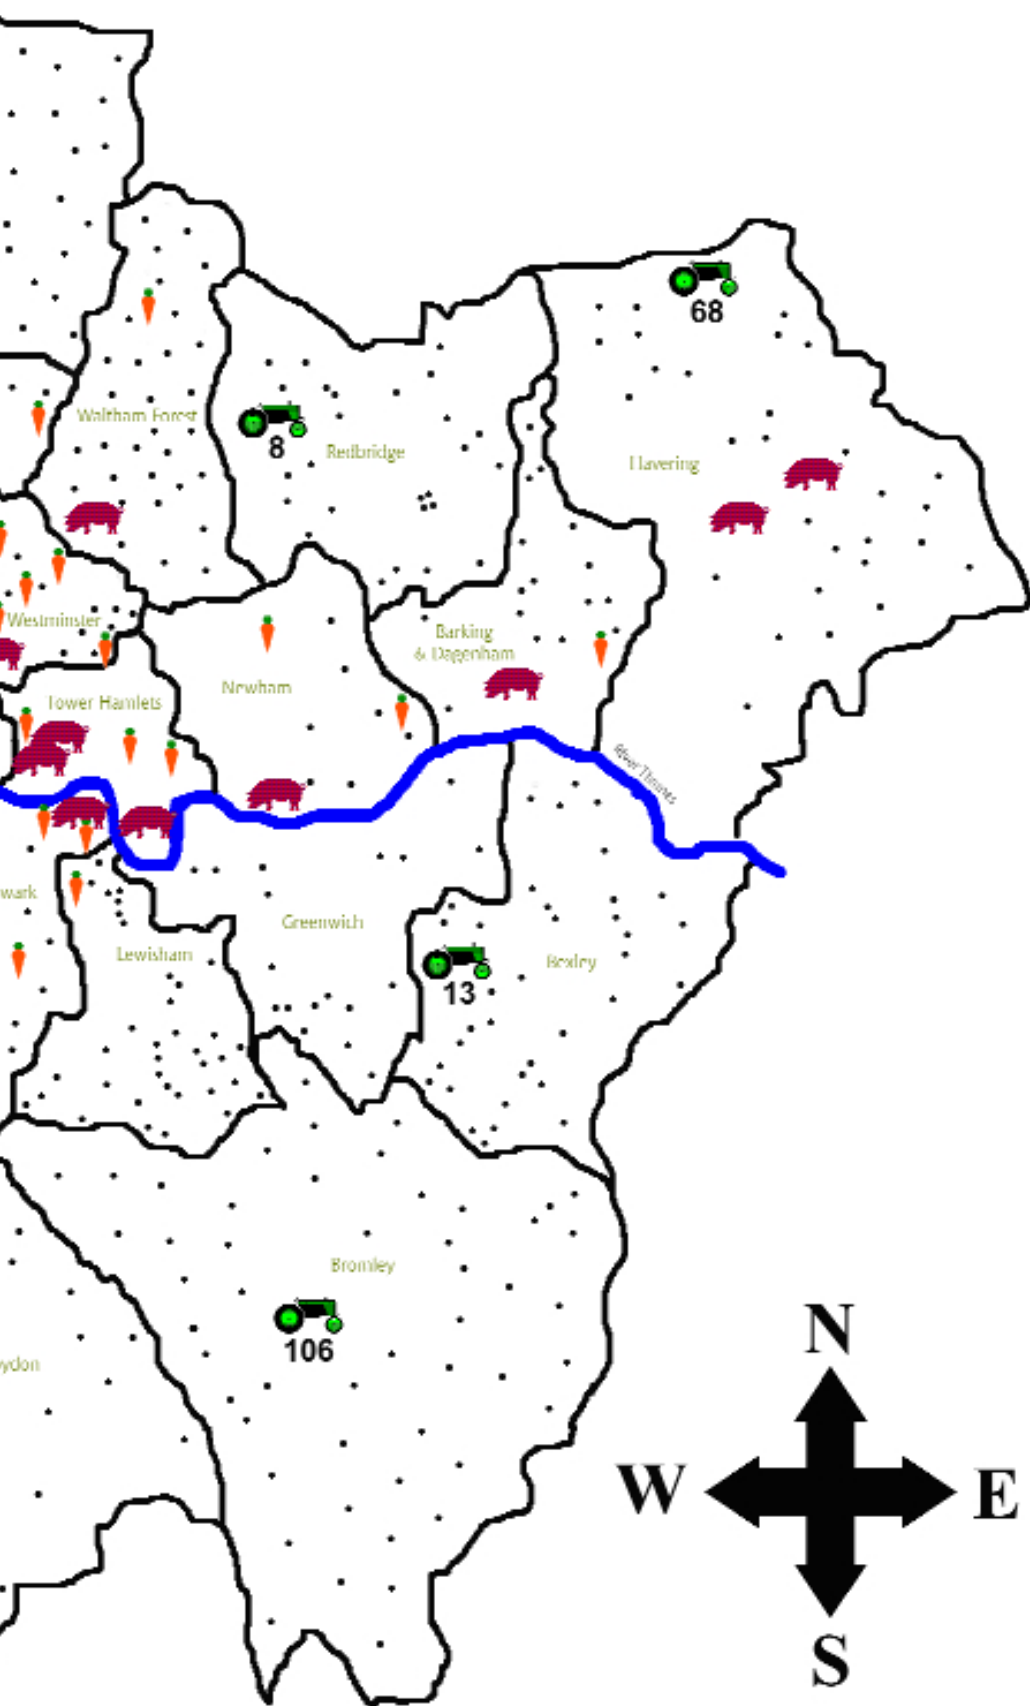 68
Waltham Forest
8
Redbridge
Havering
Westminster
Barking
& Dagenham
Newham
Tower Hamlets
River Thames
wark
Greenwich
Lewisham
Bexley
13
Bromley
106
ydon
N
W
E
S